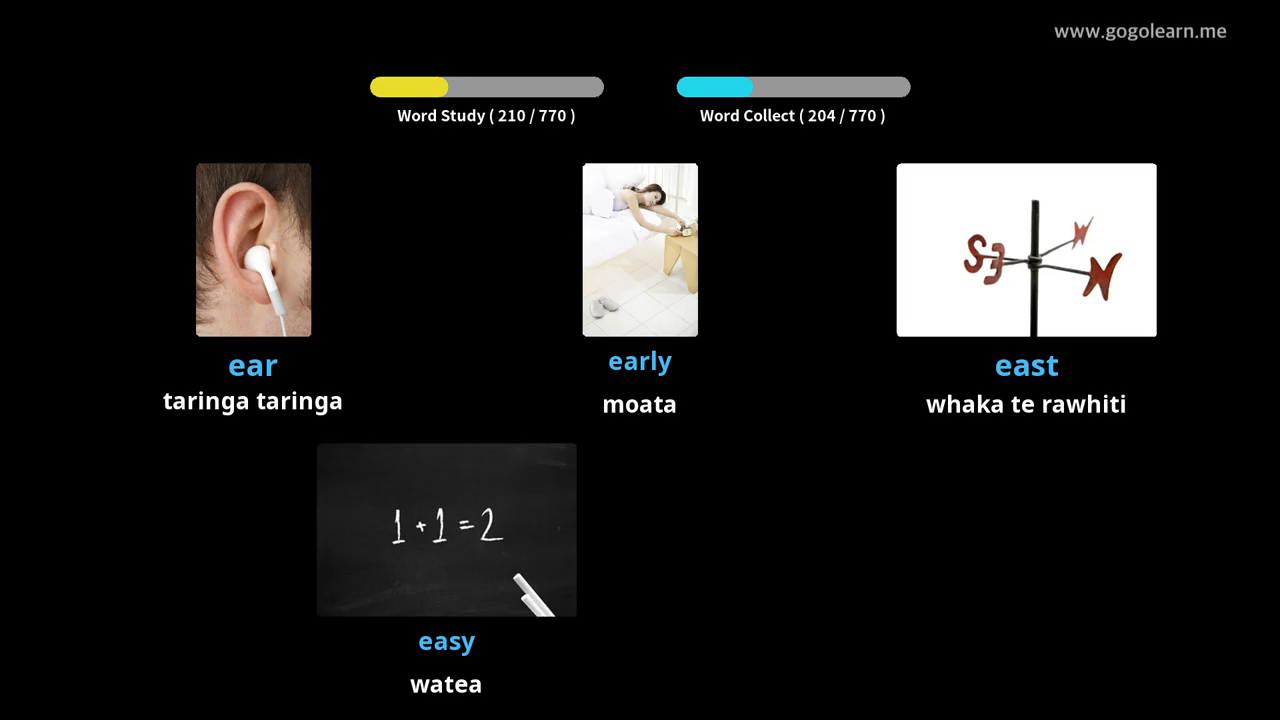 www.gogolearn.me
Word Study ( 210 / 770 )
Word Collect ( 204 / 770 )
S
E
N
W
ear
taringa taringa
early
moata
east
whaka te rawhiti
1 + 1 = 2
easy
watea